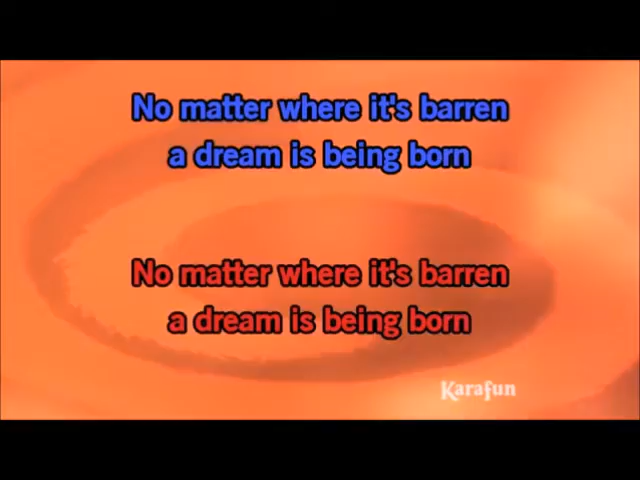 No matter where it's barren
a dream is being born
No matter where it's barren
a dream is being born
Karafun